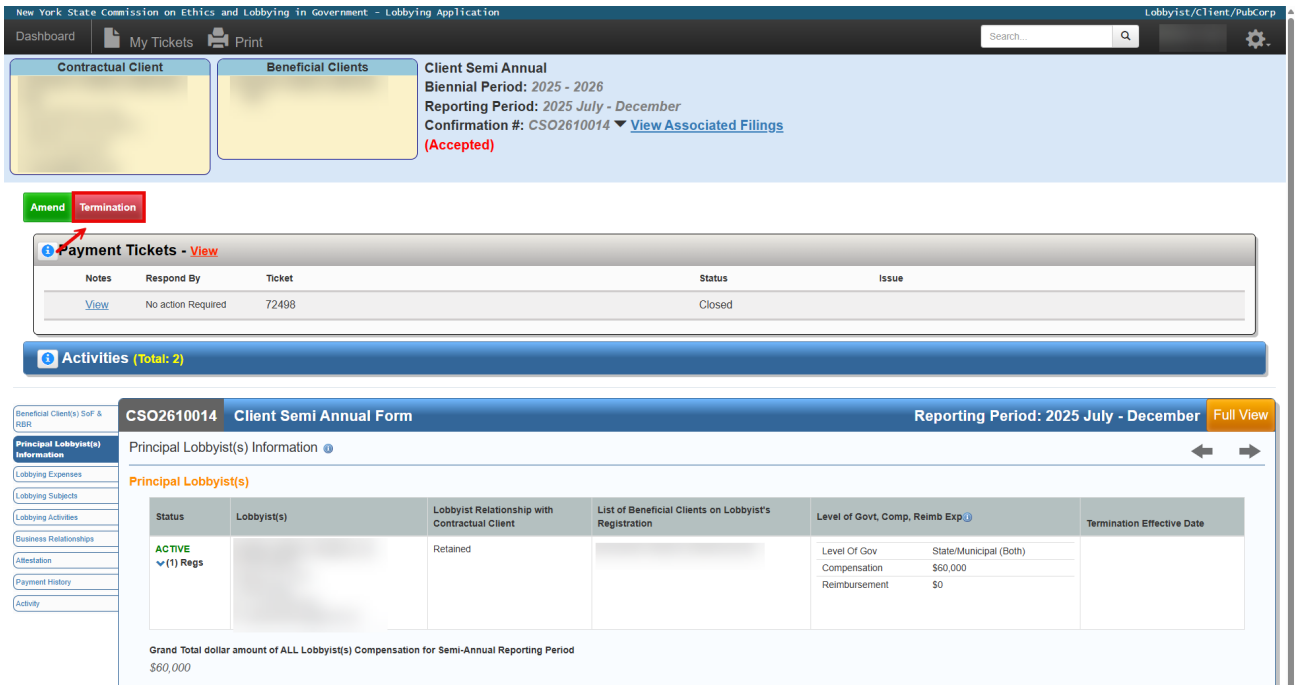 New York State Commission on Ethics and Lobbying in Government - Lobbying Application
Lobbyist/Client/PubCorp
Dashboard
My Tickets
Print
Search...
Contractual Client
Beneficial Clients
Client Semi Annual
Biennial Period: 2025 - 2026
Reporting Period: 2025 July - December
Confirmation #: CSO2610014 View Associated Filings
(Accepted)
Amend
Termination
Payment Tickets - View
Notes Respond By Ticket Status Issue
View No action Required 72498 Closed
Activities (Total: 2)
Beneficial Client(s) SoF &
RBR
Principal Lobbyist(s)
Information
Lobbying Expenses
Lobbying Subjects
Lobbying Activities
Business Relationships
Attestation
Payment History
Activity
CSO2610014 Client Semi Annual Form
Reporting Period: 2025 July - December
Full View
Principal Lobbyist(s) Information
Principal Lobbyist(s)
Status
Lobbyist(s)
Lobbyist Relationship with
Contractual Client
List of Beneficial Clients on Lobbyist's
Registration
Level of Govt, Comp, Reimb Exp
Termination Effective Date
ACTIVE
(1) Regs
Retained
Level Of Gov State/Municipal (Both)
Compensation $60,000
Reimbursement $0
Grand Total dollar amount of ALL Lobbyist(s) Compensation for Semi-Annual Reporting Period
$60,000